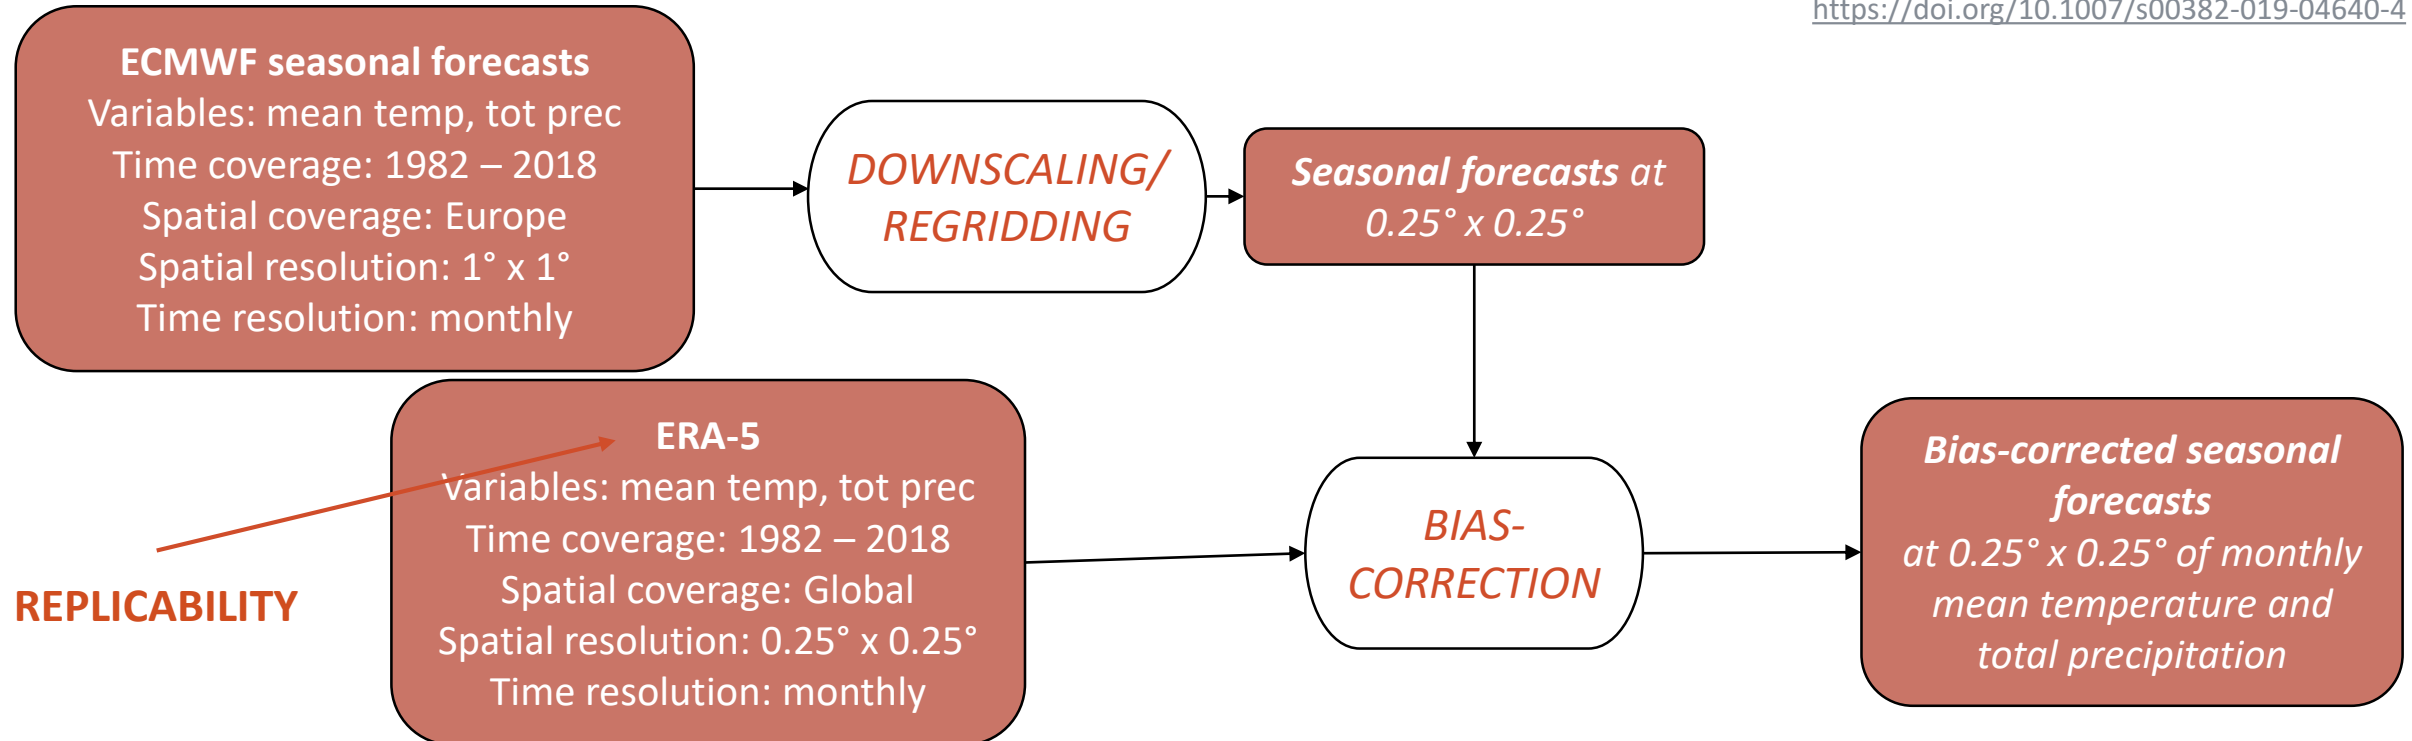 https://doi.org/10.1007/s00382-019-04640-4
ECMWF seasonal forecasts
Variables: mean temp, tot prec
Time coverage: 1982 – 2018
Spatial coverage: Europe
Spatial resolution: 1° x 1°
Time resolution: monthly
DOWNSCALING/
REGRIDDING
Seasonal forecasts at
0.25° x 0.25°
ERA-5
Variables: mean temp, tot prec
Time coverage: 1982 – 2018
Spatial coverage: Global
Spatial resolution: 0.25° x 0.25°
Time resolution: monthly
REPLICABILITY
BIAS-
CORRECTION
Bias-corrected seasonal
forecasts
at 0.25° x 0.25° of monthly
mean temperature and
total precipitation